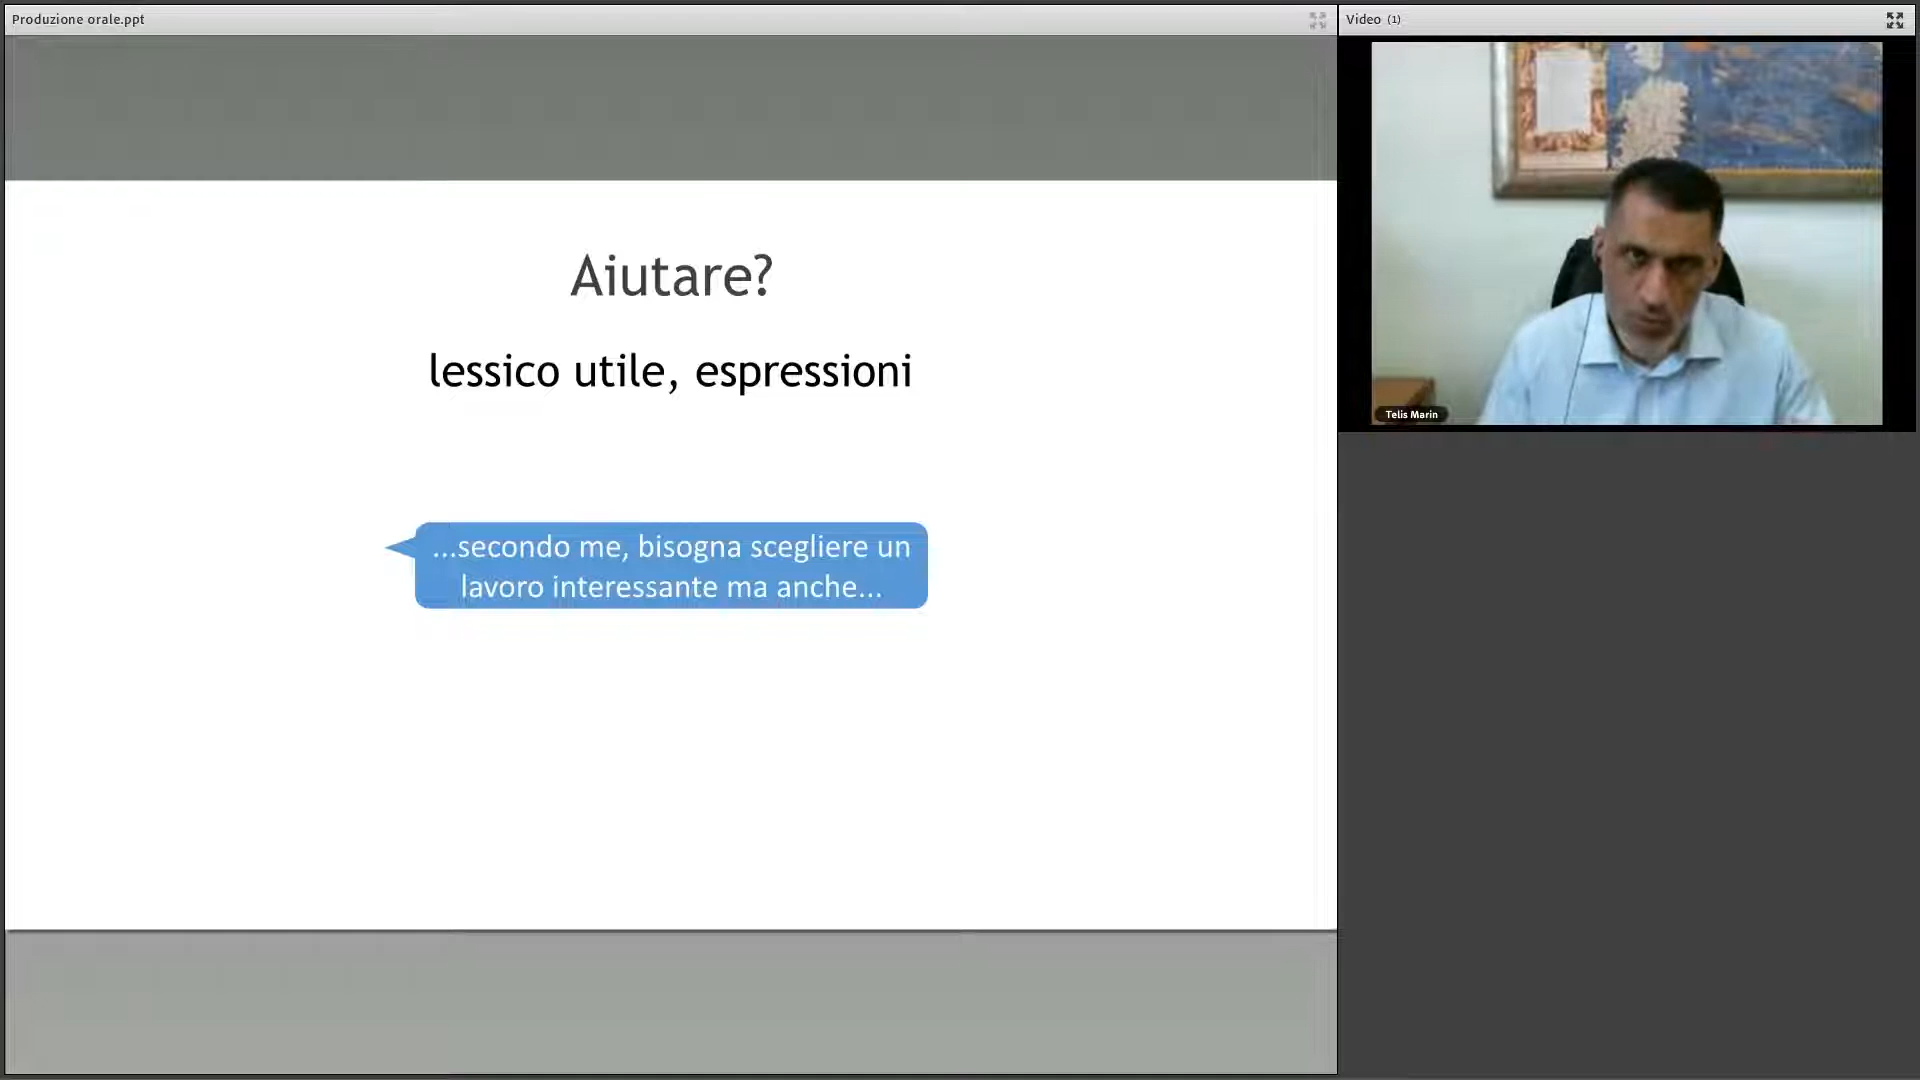 Produzione orale.ppt
Video (1)
Aiutare?
lessico utile, espressioni
...secondo me, bisogna scegliere un
lavoro interessante ma anche...
Telis Marin